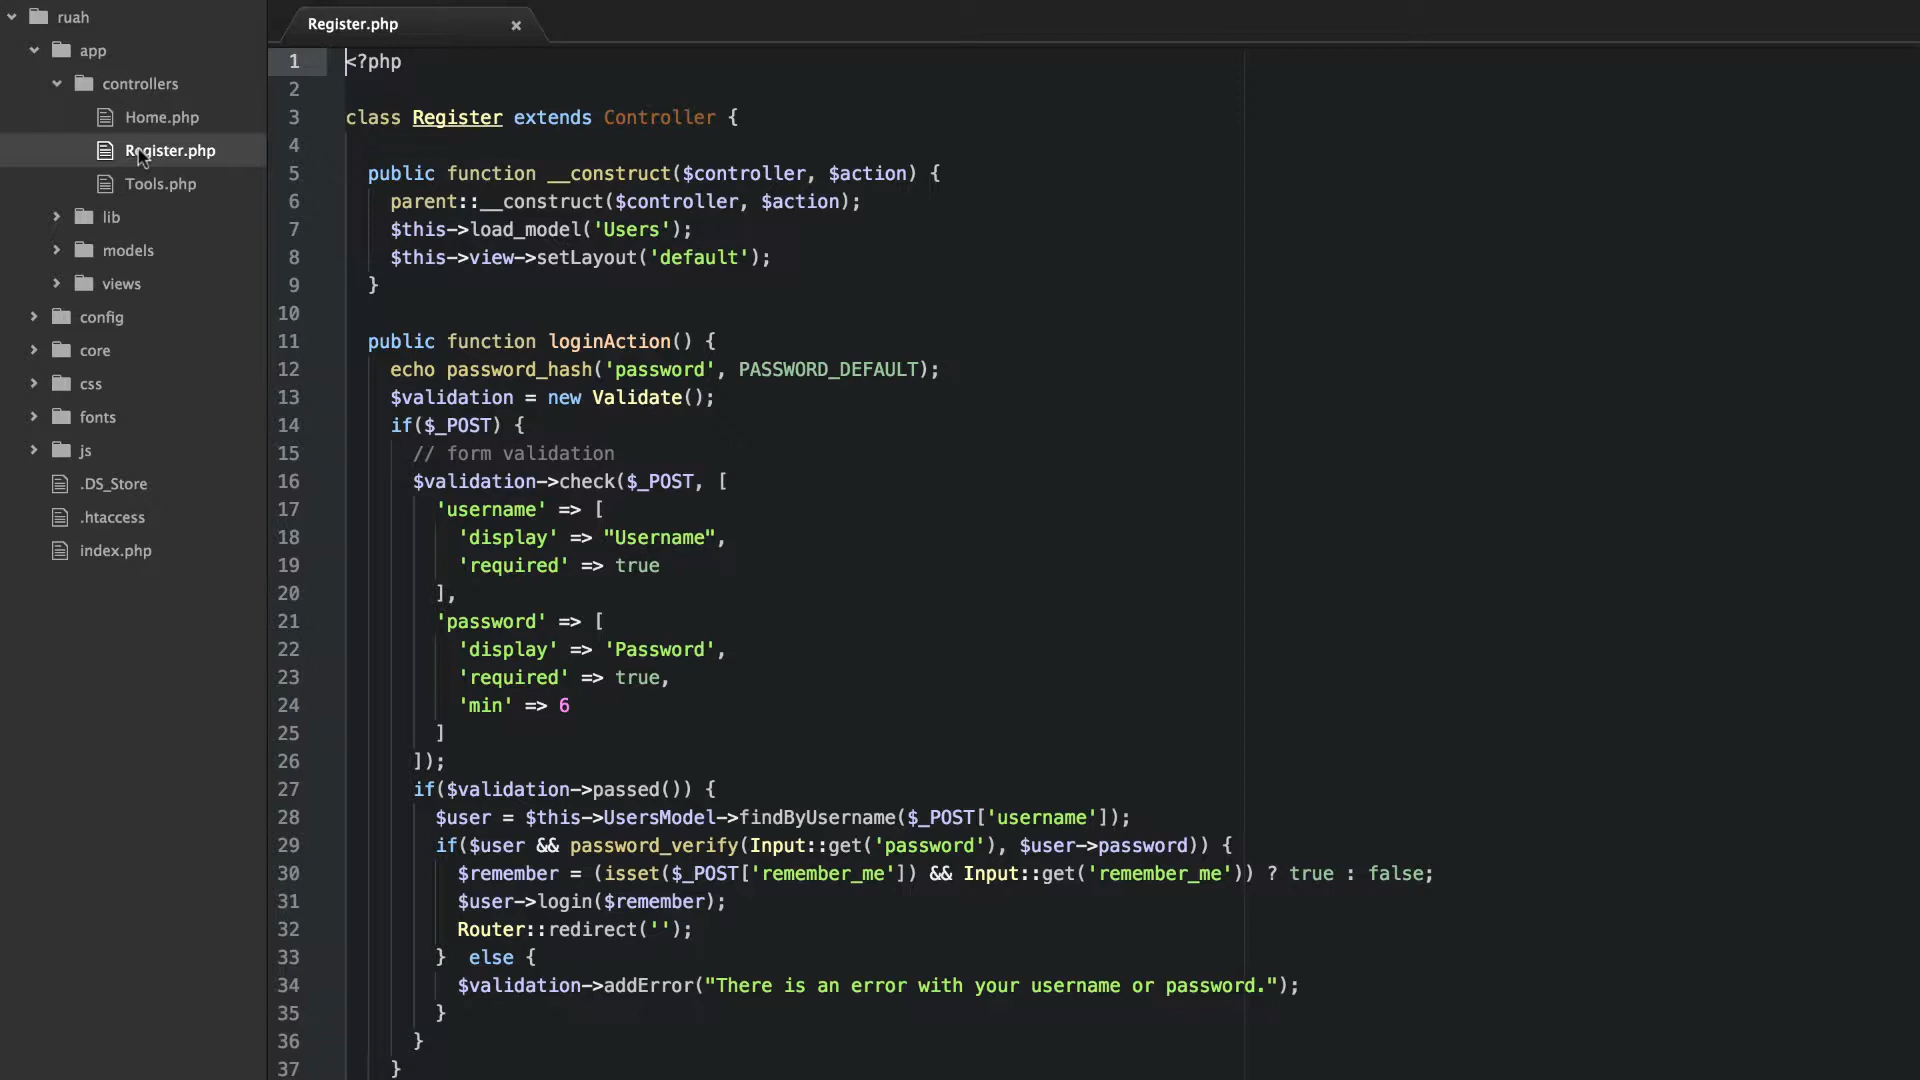 ruah
app
controllers
Home.php
Register.php
Tools.php
lib
models
views
config
core
css
fonts
js
.DS_Store
.htaccess
index.php
Register.php ×
1 <?php
2
3 class Register extends Controller {
4
5   public function __construct($controller, $action) {
6     parent::__construct($controller, $action);
7     $this->load_model('Users');
8     $this->view->setLayout('default');
9   }
10
11   public function loginAction() {
12     echo password_hash('password', PASSWORD_DEFAULT);
13     $validation = new Validate();
14     if($_POST) {
15       // form validation
16       $validation->check($_POST, [
17         'username' => [
18           'display' => "Username",
19           'required' => true
20         ],
21         'password' => [
22           'display' => 'Password',
23           'required' => true,
24           'min' => 6
25         ]
26       ]);
27       if($validation->passed()) {
28         $user = $this->UsersModel->findByUsername($_POST['username']);
29         if($user && password_verify(Input::get('password'), $user->password)) {
30           $remember = (isset($_POST['remember_me']) && Input::get('remember_me')) ? true : false;
31           $user->login($remember);
32           Router::redirect('');
33         }  else {
34           $validation->addError("There is an error with your username or password.");
35         }
36       }
37     }